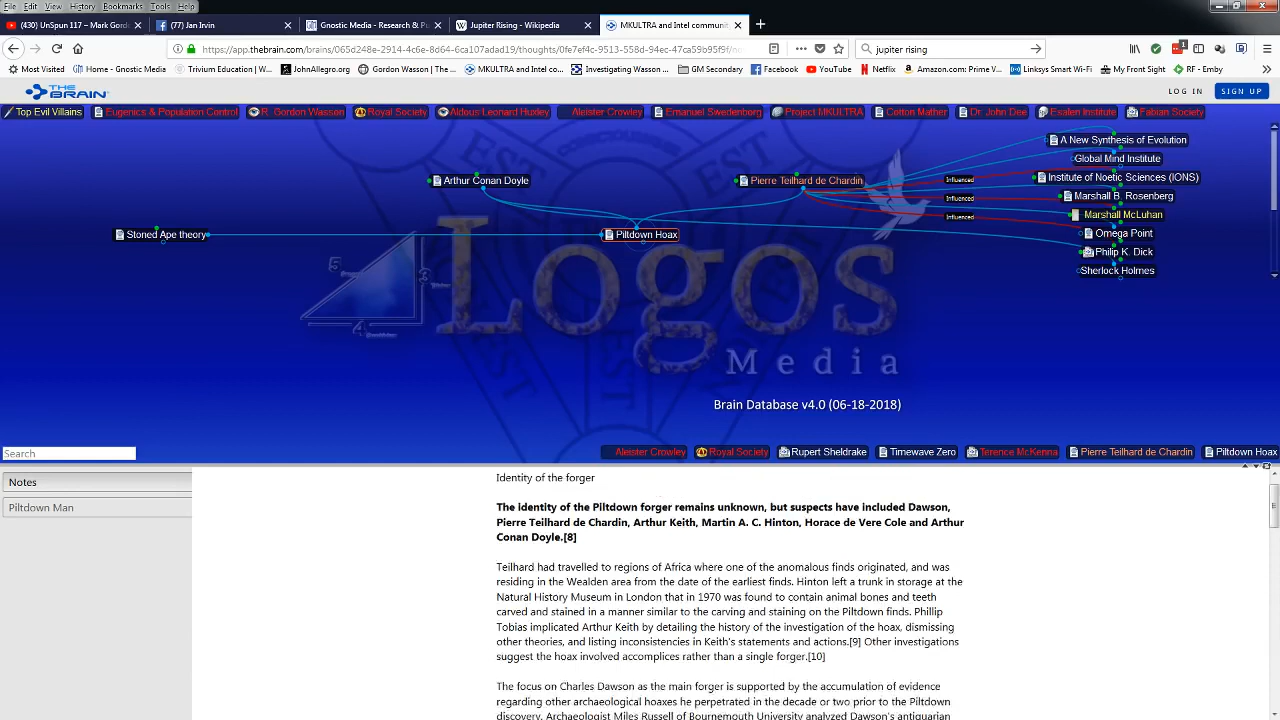 File Edit View History Bookmarks Tools Help
(430) UnSpun 117 – Mark Gord
(77) Jan Irvin
Gnostic Media - Research & Pu
Jupiter Rising - Wikipedia
MKULTRA and Intel communit
https://app.thebrain.com/brains/065d248e-2914-4c6e-8d64-6ca107adad19/thoughts/0fe7ef4c-9513-558d-94ec-47ca59b95f9f/no
jupiter rising
Most Visited
Home: Gnostic Media
Trivium Education | W...
JohnAllegro.org
Gordon Wasson | The ...
MKULTRA and Intel co...
Investigating Wasson ...
GM Secondary
Facebook
YouTube
Netflix
Amazon.com: Prime V...
Linksys Smart Wi-Fi
My Front Sight
RF - Emby
THE BRAIN
LOG IN
SIGN UP
Top Evil Villains
Eugenics & Population Control
R. Gordon Wasson
Royal Society
Aldous Leonard Huxley
Aleister Crowley
Emanuel Swedenborg
Project MKULTRA
Cotton Mather
Dr. John Dee
Esalen Institute
Fabian Society
A New Synthesis of Evolution
Global Mind Institute
Arthur Conan Doyle
Pierre Teilhard de Chardin
Influenced
Institute of Noetic Sciences (IONS)
Influenced
Marshall B. Rosenberg
Influenced
Marshall McLuhan
Stoned Ape theory
Piltdown Hoax
Omega Point
Philip K. Dick
Sherlock Holmes
5
3
4
Logos
Media
Brain Database v4.0 (06-18-2018)
Search
Aleister Crowley
Royal Society
Rupert Sheldrake
Timewave Zero
Terence McKenna
Pierre Teilhard de Chardin
Piltdown Hoax
Notes
Piltdown Man
Identity of the forger
The identity of the Piltdown forger remains unknown, but suspects have included Dawson,
Pierre Teilhard de Chardin, Arthur Keith, Martin A. C. Hinton, Horace de Vere Cole and Arthur
Conan Doyle.[8]
Teilhard had travelled to regions of Africa where one of the anomalous finds originated, and was
residing in the Wealden area from the date of the earliest finds. Hinton left a trunk in storage at the
Natural History Museum in London that in 1970 was found to contain animal bones and teeth
carved and stained in a manner similar to the carving and staining on the Piltdown finds. Phillip
Tobias implicated Arthur Keith by detailing the history of the investigation of the hoax, dismissing
other theories, and listing inconsistencies in Keith's statements and actions.[9] Other investigations
suggest the hoax involved accomplices rather than a single forger.[10]
The focus on Charles Dawson as the main forger is supported by the accumulation of evidence
regarding other archaeological hoaxes he perpetrated in the decade or two prior to the Piltdown
discovery. Archaeologist Miles Russell of Bournemouth University analyzed Dawson's antiquarian